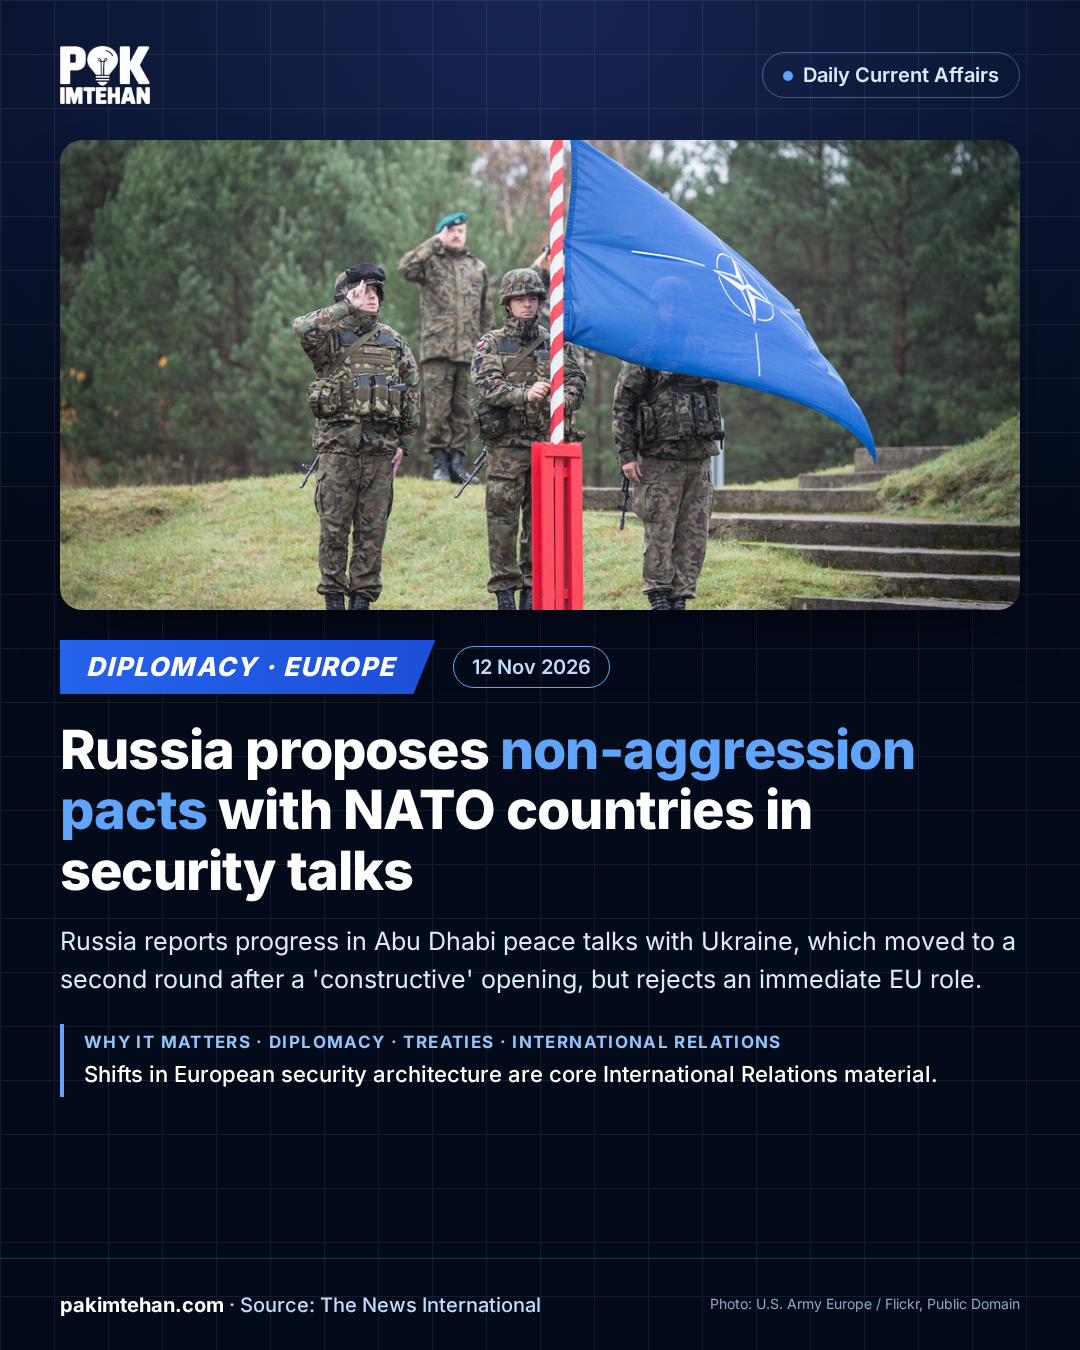 PAK
IMTEHAN
Daily Current Affairs
DIPLOMACY · EUROPE
12 Nov 2026
Russia proposes non-aggression
pacts with NATO countries in
security talks
Russia reports progress in Abu Dhabi peace talks with Ukraine, which moved to a
second round after a 'constructive' opening, but rejects an immediate EU role.
WHY IT MATTERS · DIPLOMACY · TREATIES · INTERNATIONAL RELATIONS
Shifts in European security architecture are core International Relations material.
pakimtehan.com · Source: The News International
Photo: U.S. Army Europe / Flickr, Public Domain